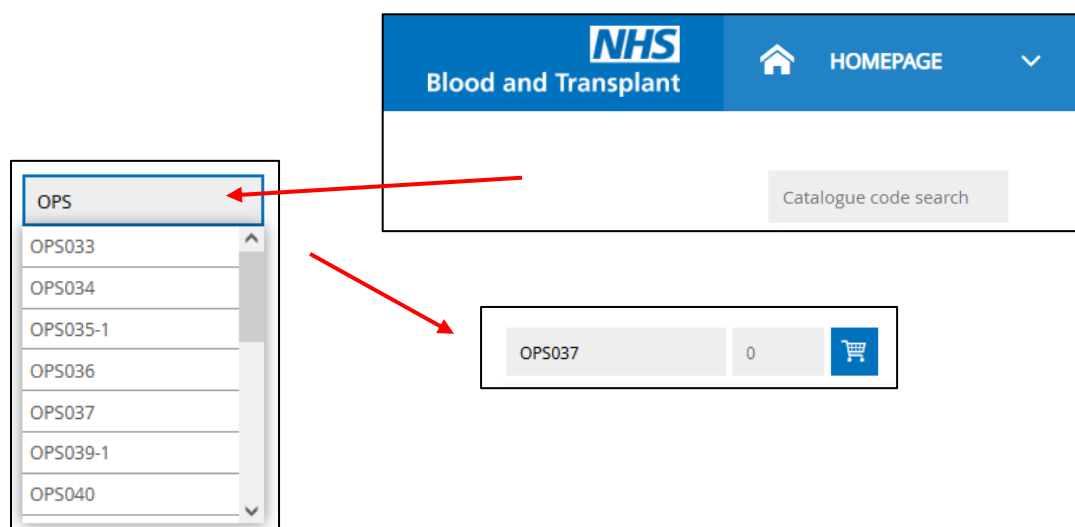 NHS
Blood and Transplant
HOMEPAGE
Catalogue code search
OPS
OPS033
OPS034
OPS035-1
OPS036
OPS037
OPS039-1
OPS040
OPS037
0